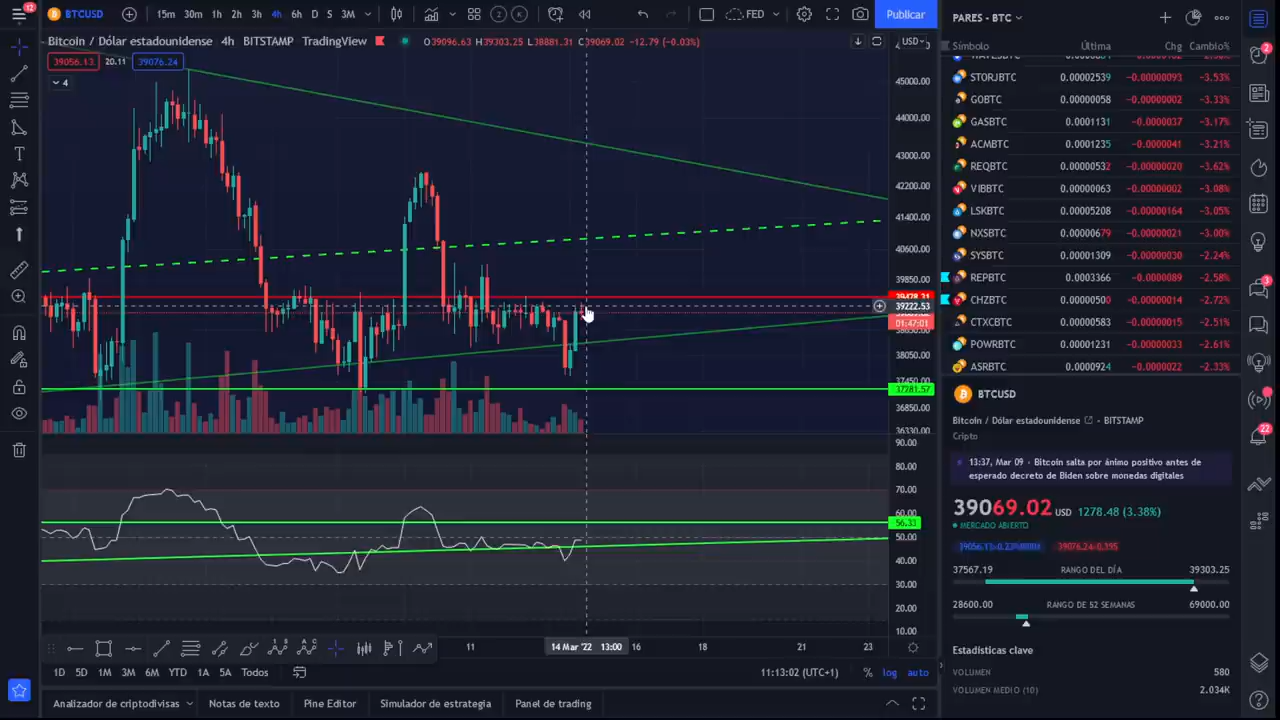 12 BTCUSD 15m 30m 1h 2h 3h 4h 6h D S 3M 2 K FED Publicar
Bitcoin / Dólar estadounidense 4h BITSTAMP TradingView O39096.63 H39303.25 L38881.31 C39069.02 −12.79 (−0.03%) USD
39056.13 20.11 39076.24
4
45000.00
44000.00
43000.00
42200.00
41400.00
40600.00
39850.00
39478.31
39222.53
01:47:01
38050.00
37450.00
37281.57
36850.00
36330.00
90.00
80.00
70.00
60.00
56.33
50.00
40.00
30.00
20.00
10.00
11 14 Mar '22 13:00 16 18 21 23
1D 5D 1M 3M 6M YTD 1A 5A Todos 11:13:02 (UTC+1) % log auto
Analizador de criptodivisas Notas de texto Pine Editor Simulador de estrategia Panel de trading
PARES - BTC
Símbolo Última Chg Cambio%
STORJBTC 0.00002539 −0.00000093 −3.53%
GOBTC 0.00000058 −0.00000002 −3.33%
GASBTC 0.0001131 −0.0000037 −3.17%
ACMBTC 0.0001235 −0.0000041 −3.21%
REQBTC 0.00000532 −0.00000020 −3.62%
VIBBTC 0.00000063 −0.00000002 −3.08%
LSKBTC 0.00005208 −0.00000164 −3.05%
NXSBTC 0.00000679 −0.00000021 −3.00%
SYSBTC 0.00000509 −0.00000030 −2.24%
REPBTC 0.0003366 −0.0000089 −2.58%
CHZBTC 0.00000500 −0.00000014 −2.72%
CTXCBTC 0.00000583 −0.00000015 −2.51%
POWRBTC 0.00001231 −0.00000033 −2.61%
ASRBTC 0.0000924 −0.0000022 −2.33%
BTCUSD
Bitcoin / Dólar estadounidense - BITSTAMP
Cripto
13:37, Mar 09 - Bitcoin salta por ánimo positivo antes de
esperado decreto de Biden sobre monedas digitales
39069.02 USD 1278.48 (3.38%)
MERCADO ABIERTO
37567.19 RANGO DEL DÍA 39303.25
28600.00 RANGO DE 52 SEMANAS 69000.00
Estadísticas clave
VOLUMEN 580
VOLUMEN MEDIO (10) 2.034K
2
3
22